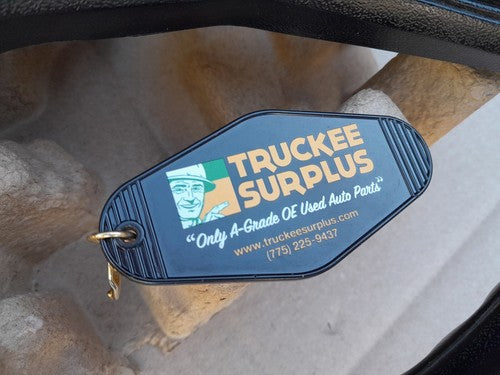 TRUCKEE
SURPLUS
"Only A-Grade OE Used Auto Parts"
www.truckeesurplus.com
(775) 225-9437